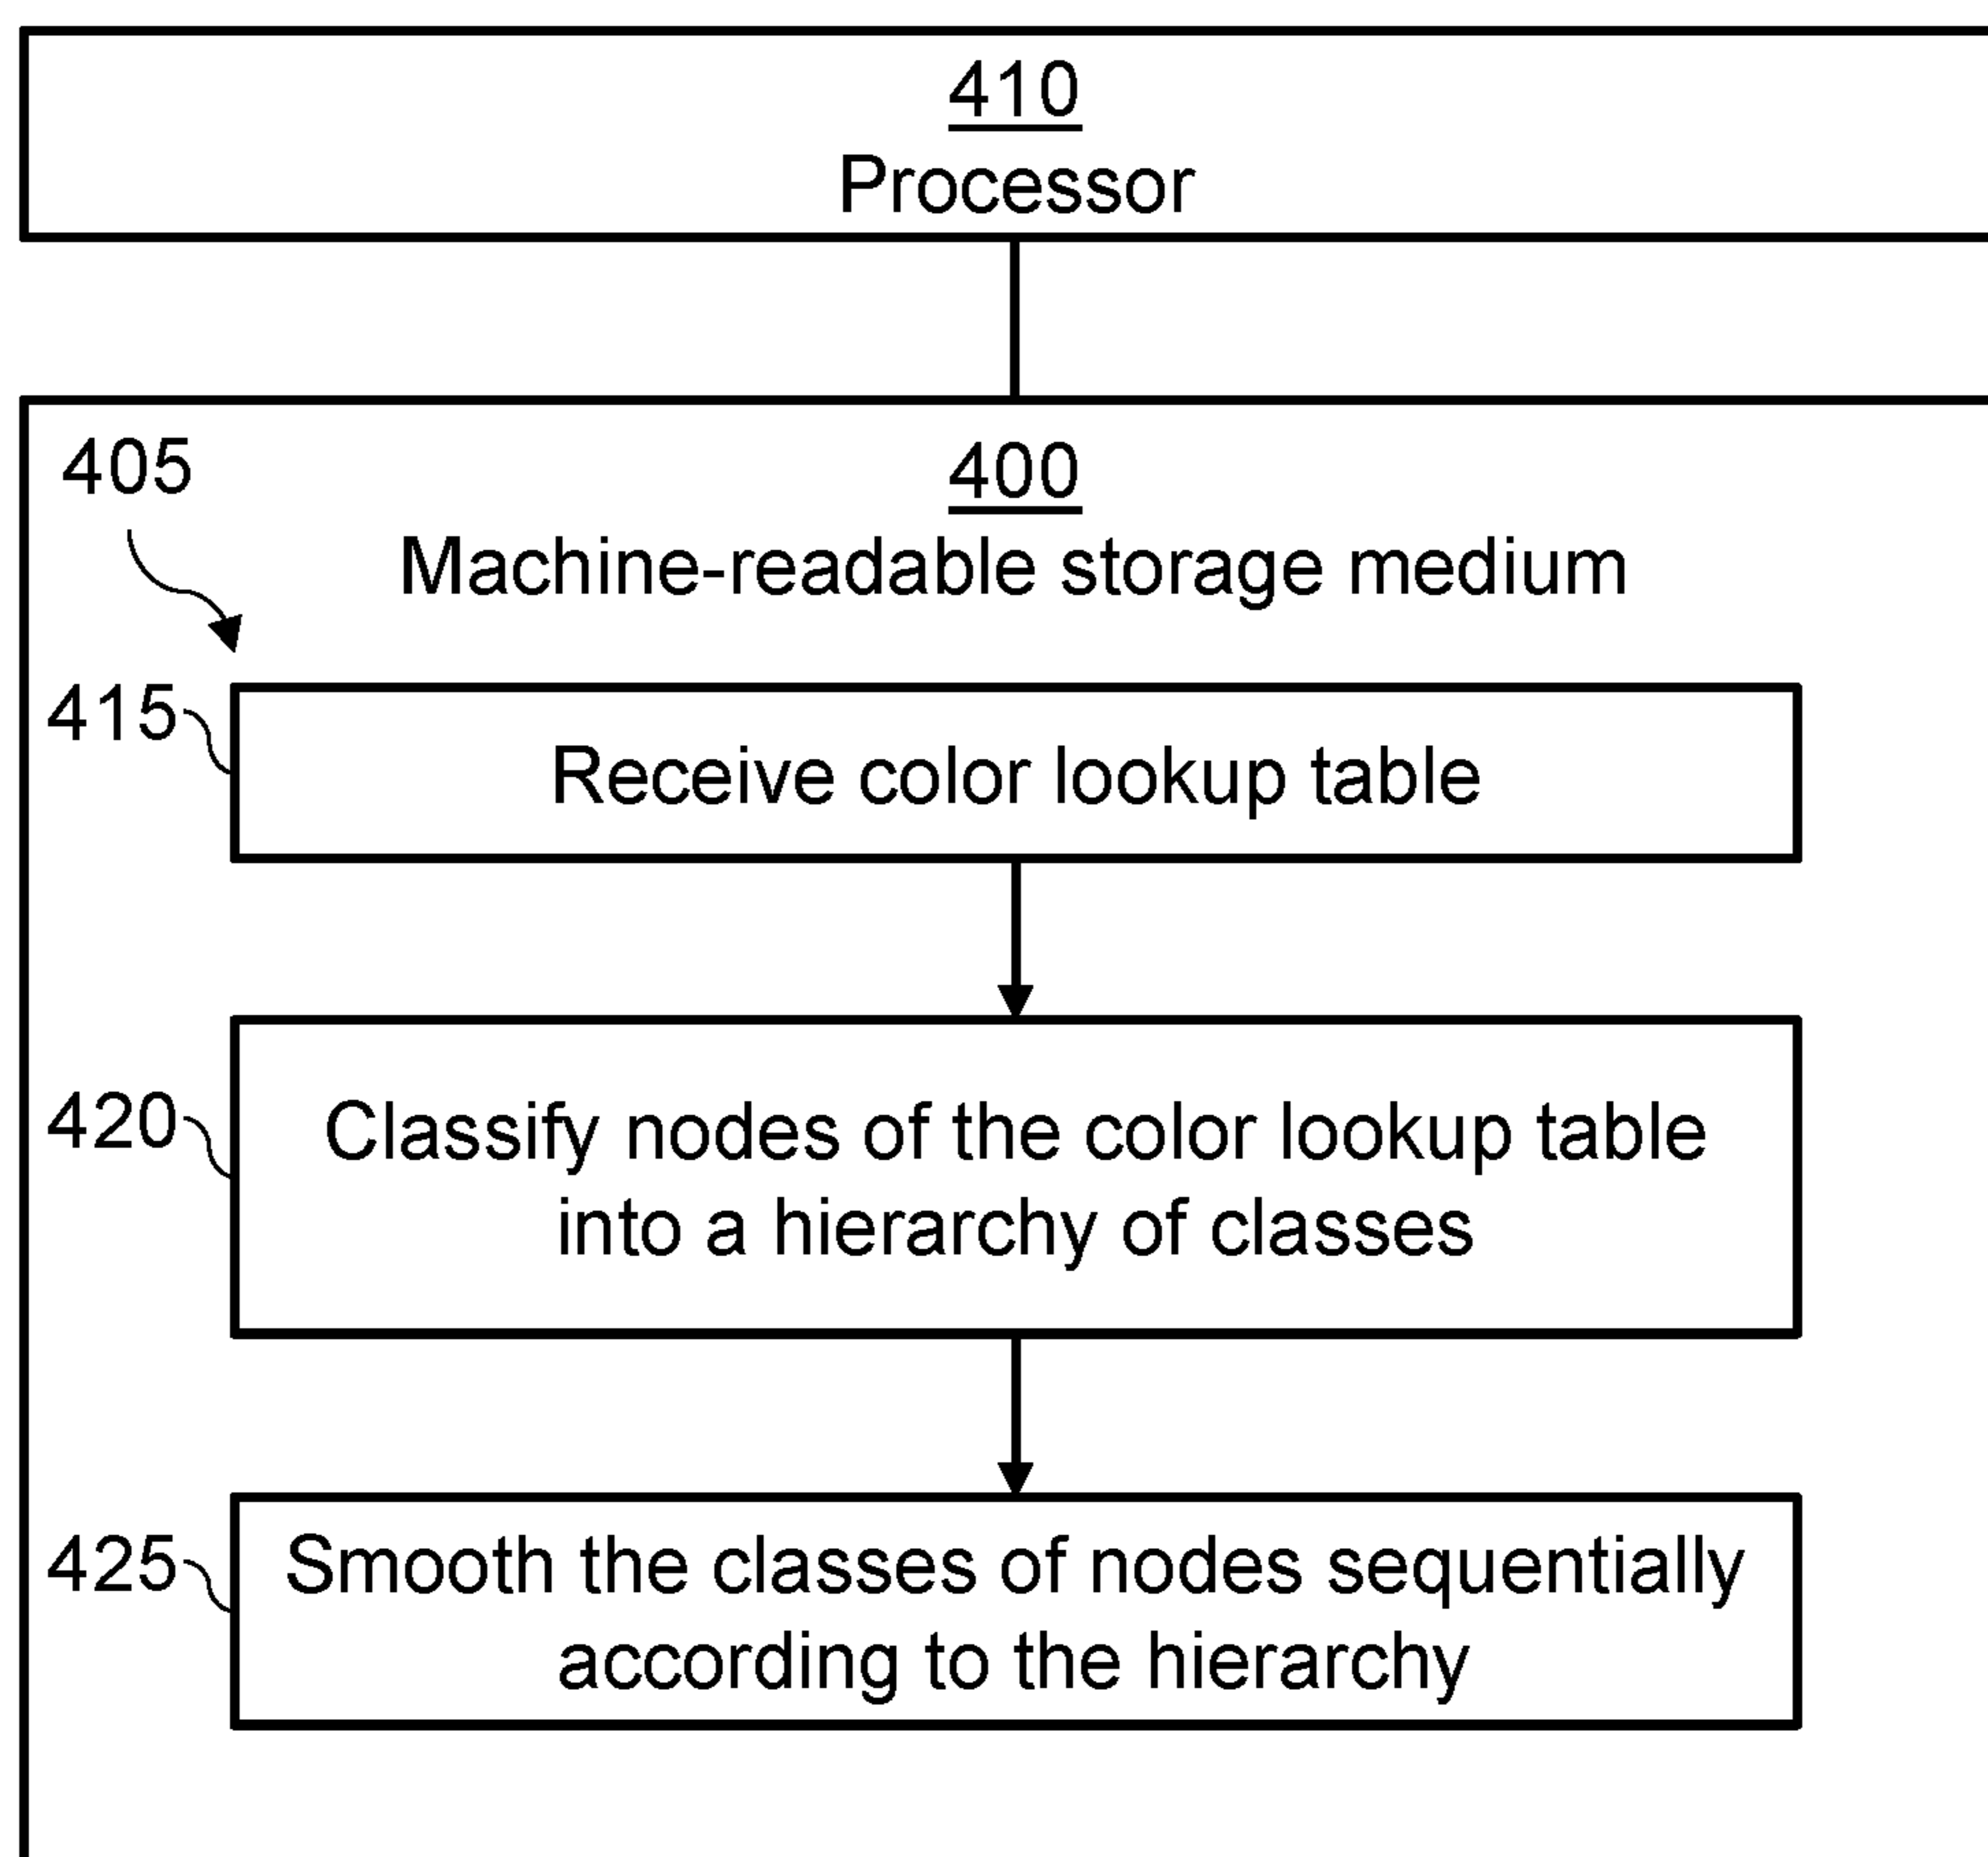 410
Processor
405
400
Machine-readable storage medium
415
Receive color lookup table
420
Classify nodes of the color lookup table
into a hierarchy of classes
425
Smooth the classes of nodes sequentially
according to the hierarchy